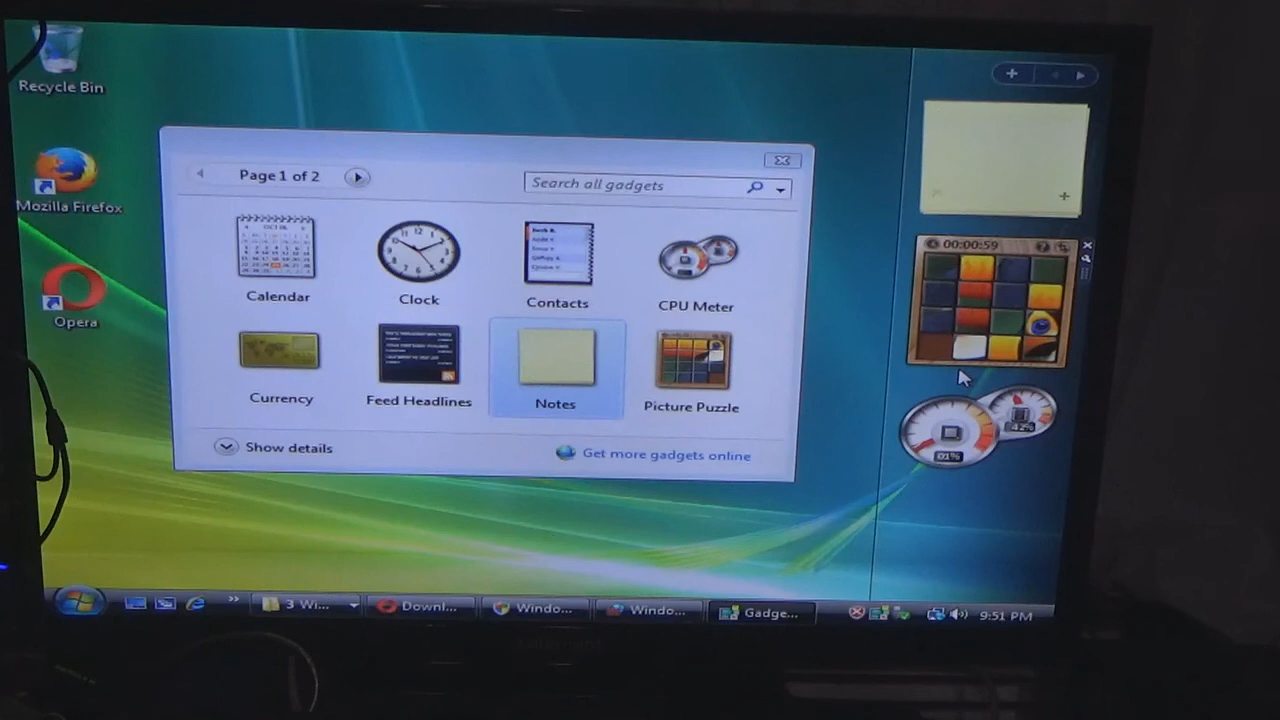 Recycle Bin
Mozilla Firefox
Opera
Page 1 of 2
Search all gadgets
Calendar
Clock
Contacts
CPU Meter
Currency
Feed Headlines
Notes
Picture Puzzle
Show details
Get more gadgets online
00:00:59
01%
42%
3 Wi...
Downl...
Windo...
Windo...
Gadge...
9:51 PM